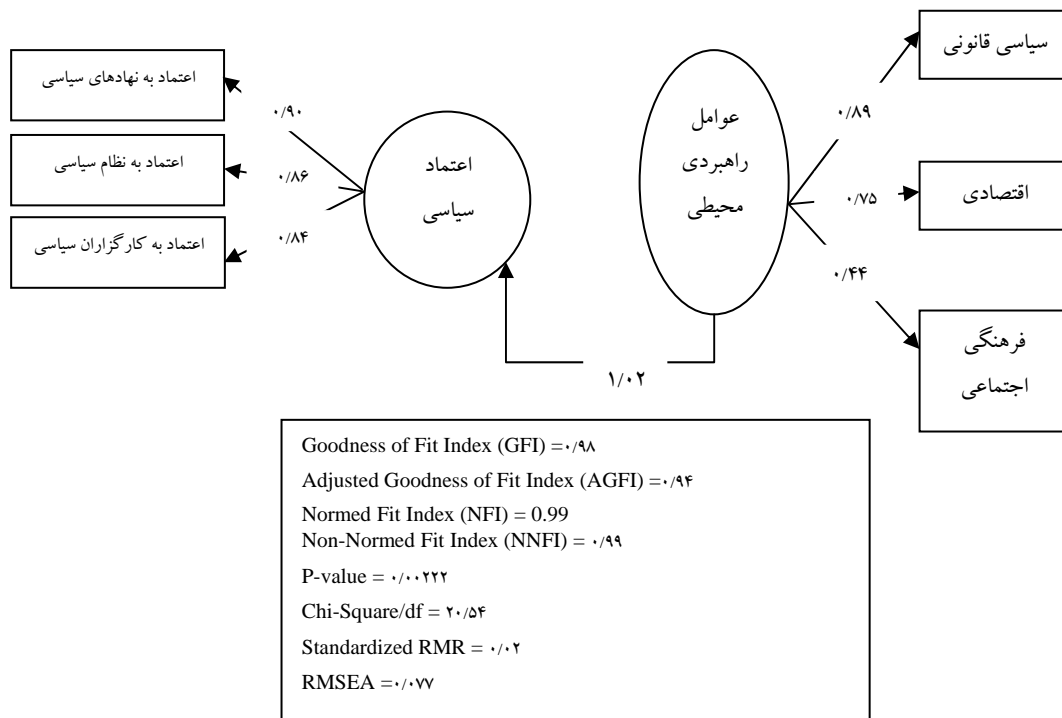 سیاسی قانونی
اعتماد به نهادهای سیاسی
۰/۹۰
۰/۸۹
عوامل
راهبردی
محیطی
اعتماد
سیاسی
اعتماد به نظام سیاسی
۰/۸۶
۰/۷۵
اقتصادی
اعتماد به کارگزاران سیاسی
۰/۸۴
۰/۴۴
فرهنگی
اجتماعی
۱/۰۲
Goodness of Fit Index (GFI) =۰/۹۸
Adjusted Goodness of Fit Index (AGFI) =۰/۹۴
Normed Fit Index (NFI) = 0.99
Non-Normed Fit Index (NNFI) = ۰/۹۹
P-value = ۰/۰۰۲۲۲
Chi-Square/df = ۲۰/۵۴
Standardized RMR = ۰/۰۲
RMSEA =۰/۰۷۷